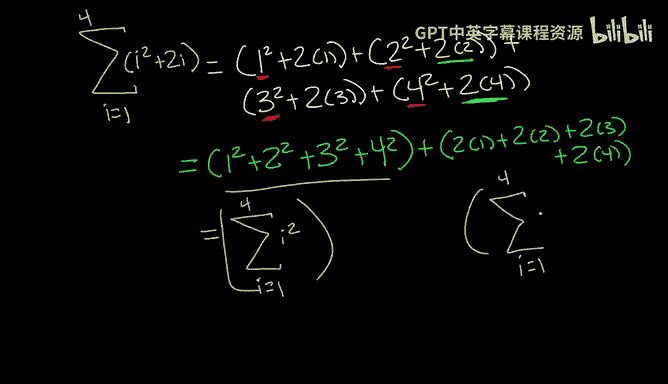 GPT中英字幕课程资源 bilibili
4
∑(i²+2i) = (1²+2(1)) + (2²+2(2)) +
i=1
(3²+2(3)) + (4²+2(4))
= (1²+2²+3²+4²) + (2(1)+2(2)+2(3)
+2(4))
4 4
= (∑ i²) (∑
i=1 i=1